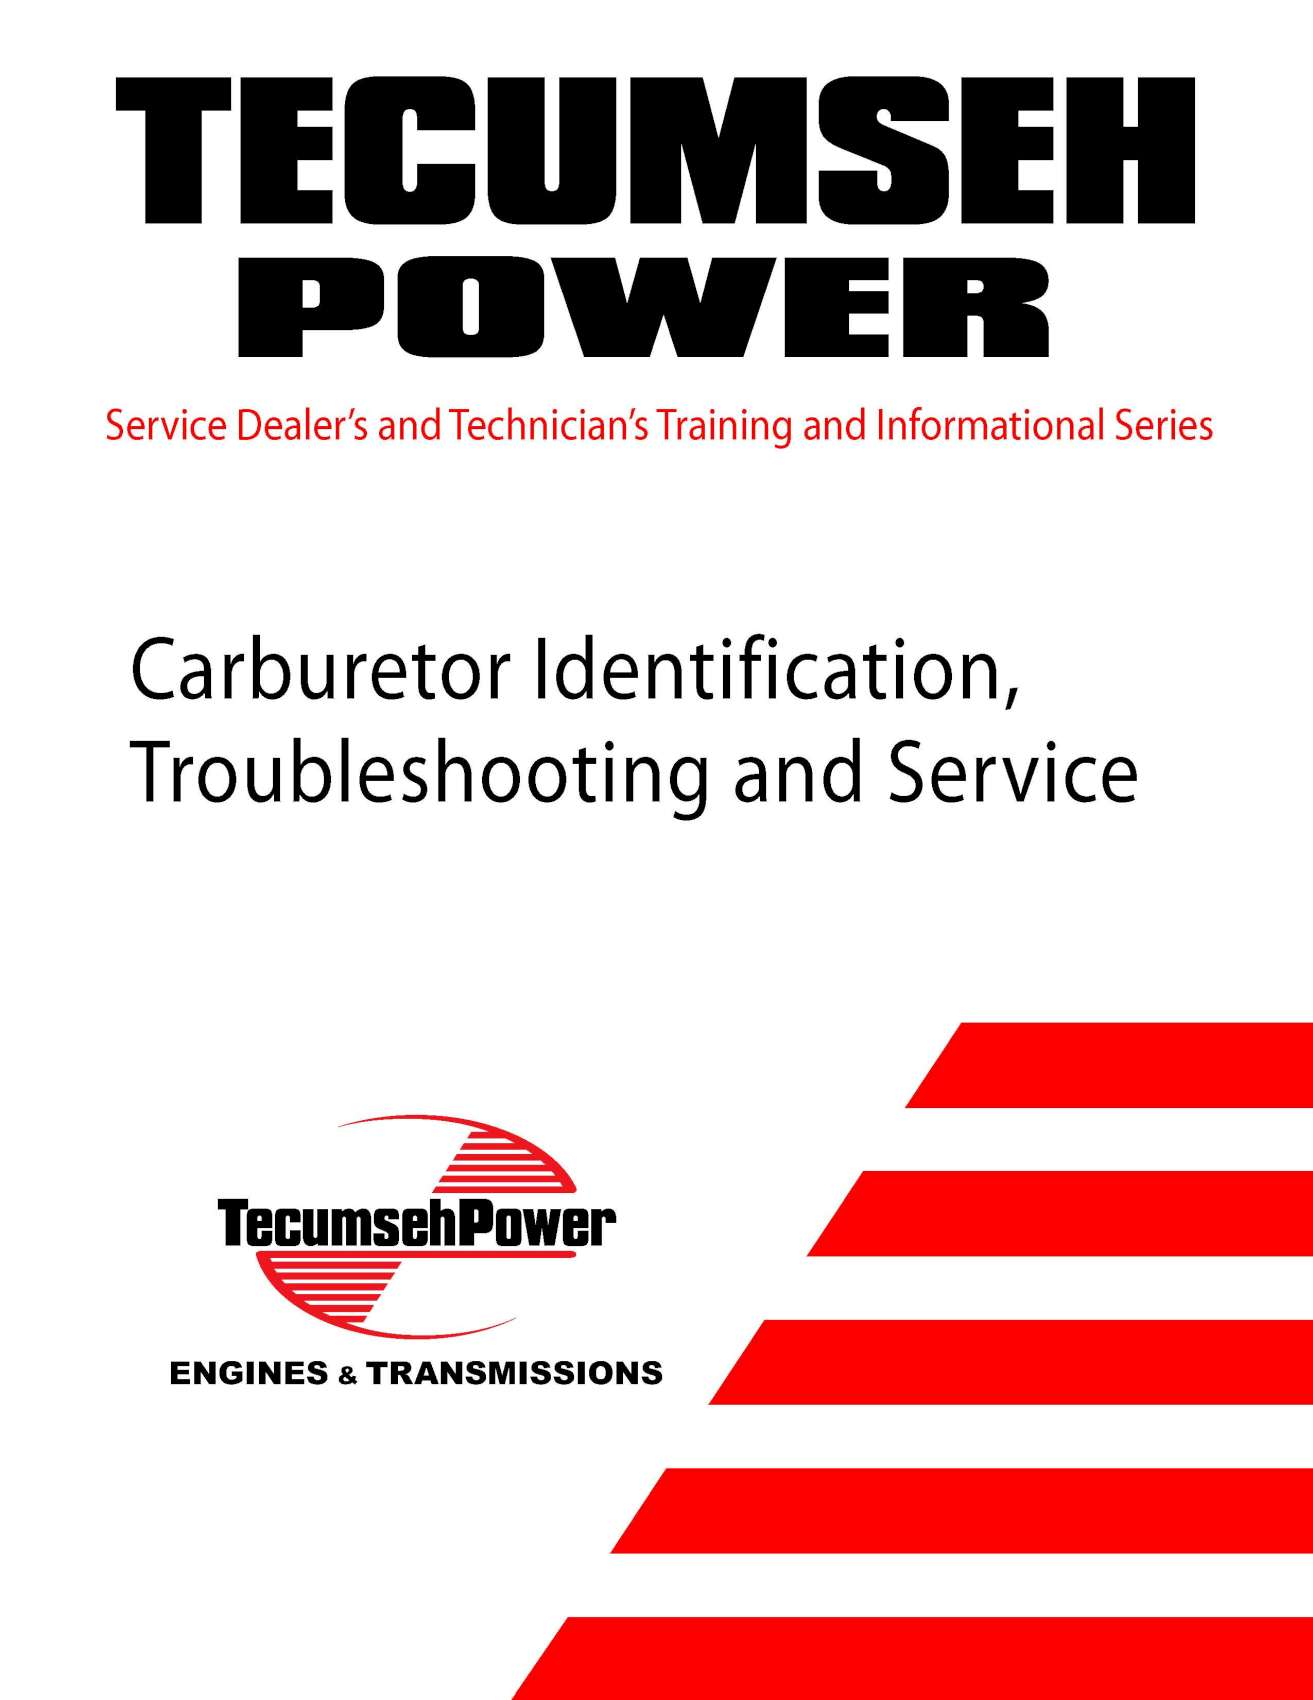 TECUMSEH
POWER
Service Dealer’s and Technician’s Training and Informational Series
Carburetor Identification,
Troubleshooting and Service
TecumsehPower
ENGINES & TRANSMISSIONS